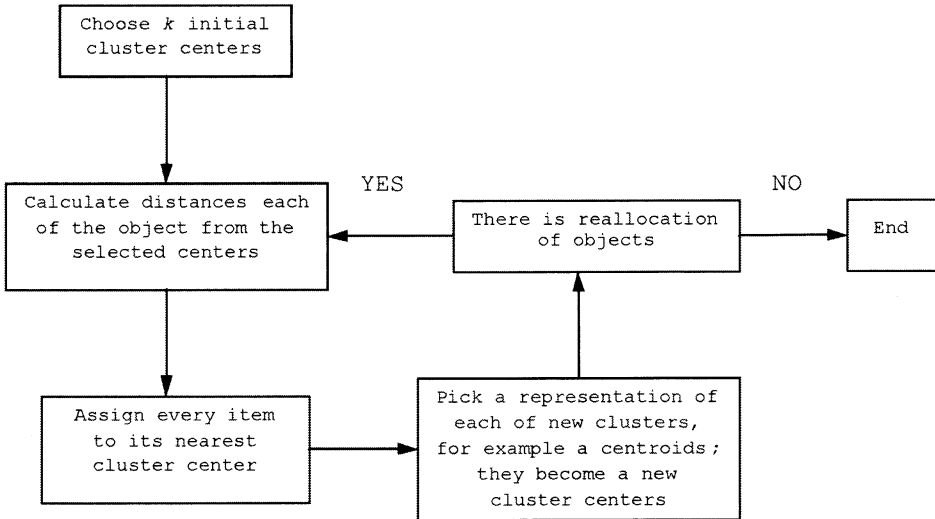 Choose k initial
cluster centers
Calculate distances each
of the object from the
selected centers
YES
There is reallocation
of objects
NO
End
Assign every item
to its nearest
cluster center
Pick a representation of
each of new clusters,
for example a centroids;
they become a new
cluster centers